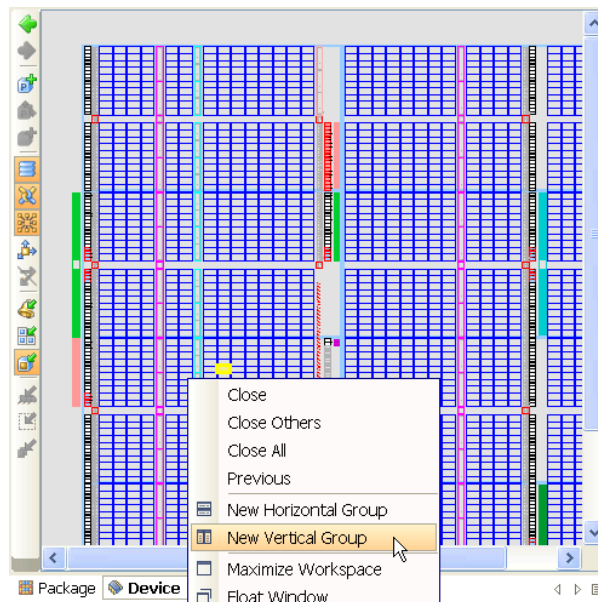 Close
Close Others
Close All
Previous
New Horizontal Group
New Vertical Group
Maximize Workspace
Float Window
Package
Device